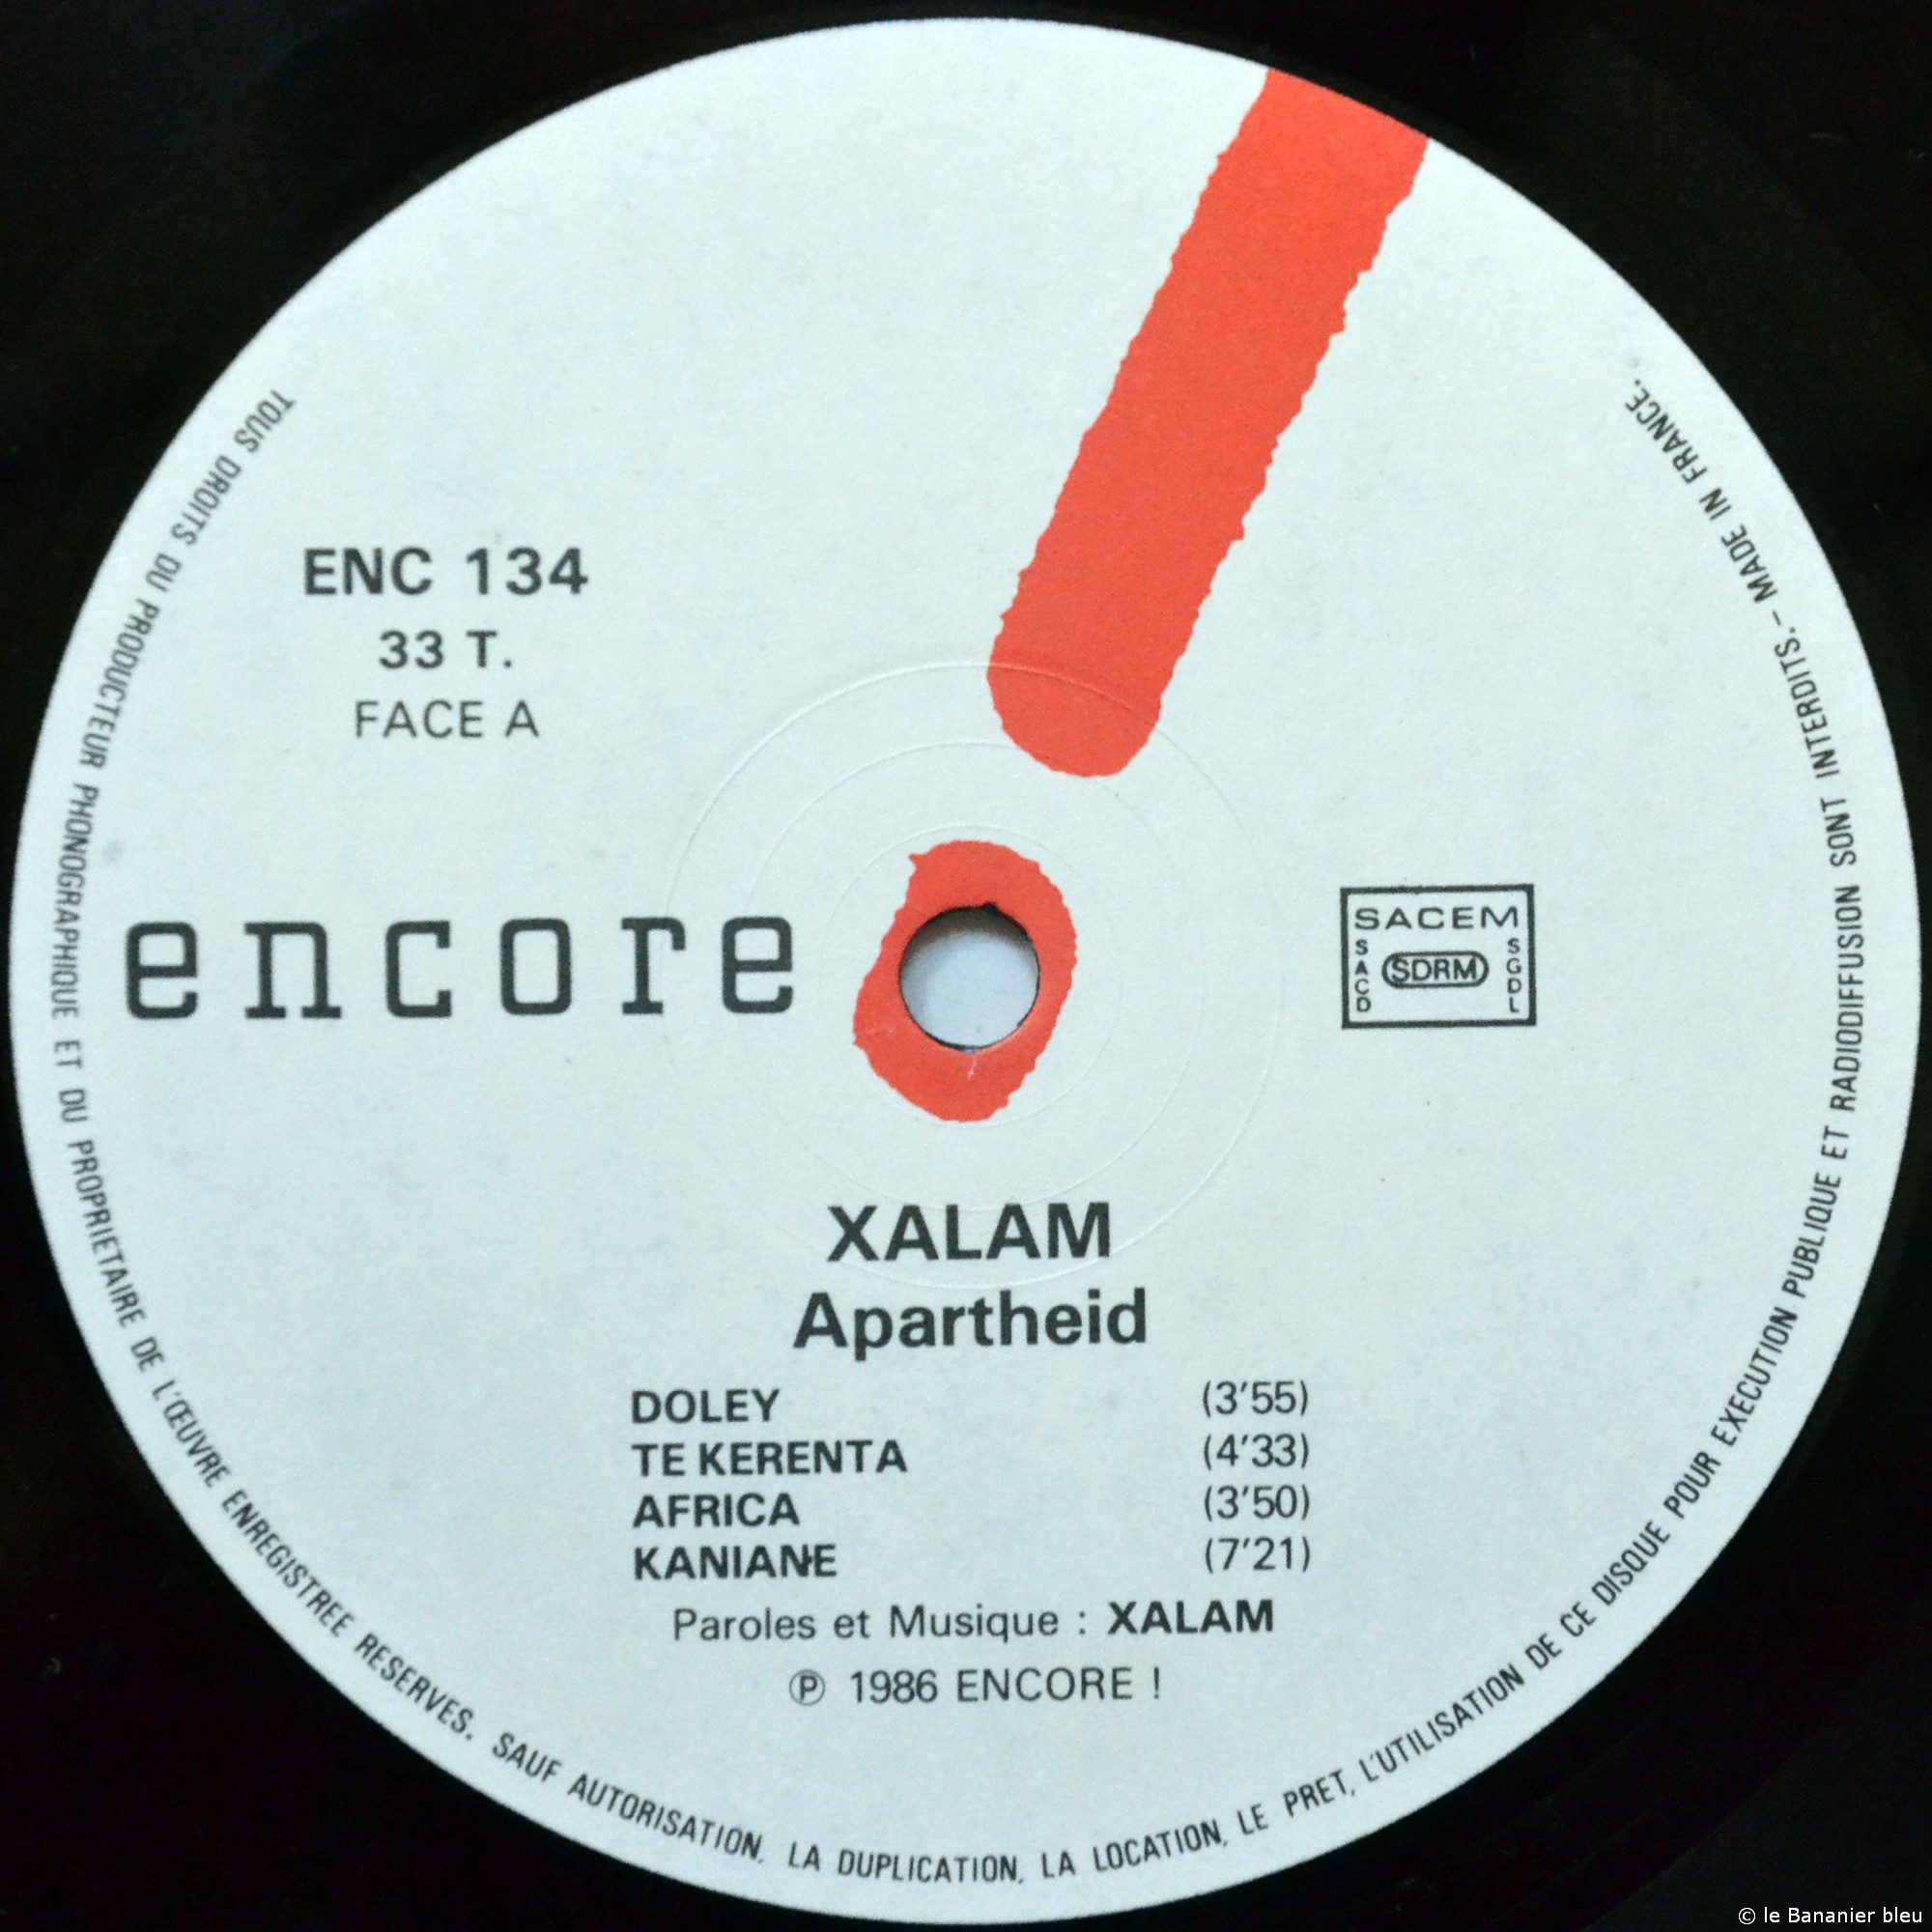 ENC 134
33 T.
FACE A
encore
SACEM
SACD
SDRM
SGDL
XALAM
Apartheid
DOLEY (3'55)
TE KERENTA (4'33)
AFRICA (3'50)
KANIANE (7'21)
Paroles et Musique : XALAM
Ⓟ 1986 ENCORE !
TOUS DROITS DU PRODUCTEUR PHONOGRAPHIQUE ET DU PROPRIETAIRE DE L'ŒUVRE ENREGISTREE RESERVES. SAUF AUTORISATION, LA DUPLICATION, LA LOCATION, LE PRET, L'UTILISATION DE CE DISQUE POUR EXECUTION PUBLIQUE ET RADIODIFFUSION SONT INTERDITS. – MADE IN FRANCE.
© le Bananier bleu